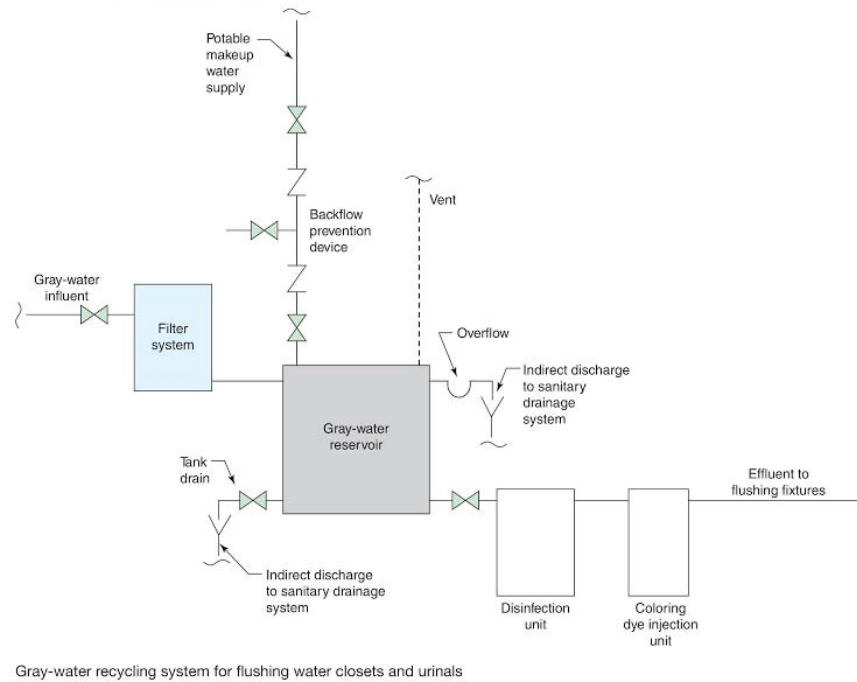 Potable
makeup
water
supply
Vent
Backflow
prevention
device
Gray-water
influent
Filter
system
Overflow
Indirect discharge
to sanitary
drainage
system
Gray-water
reservoir
Tank
drain
Effluent to
flushing fixtures
Indirect discharge
to sanitary drainage
system
Disinfection
unit
Coloring
dye injection
unit
Gray-water recycling system for flushing water closets and urinals